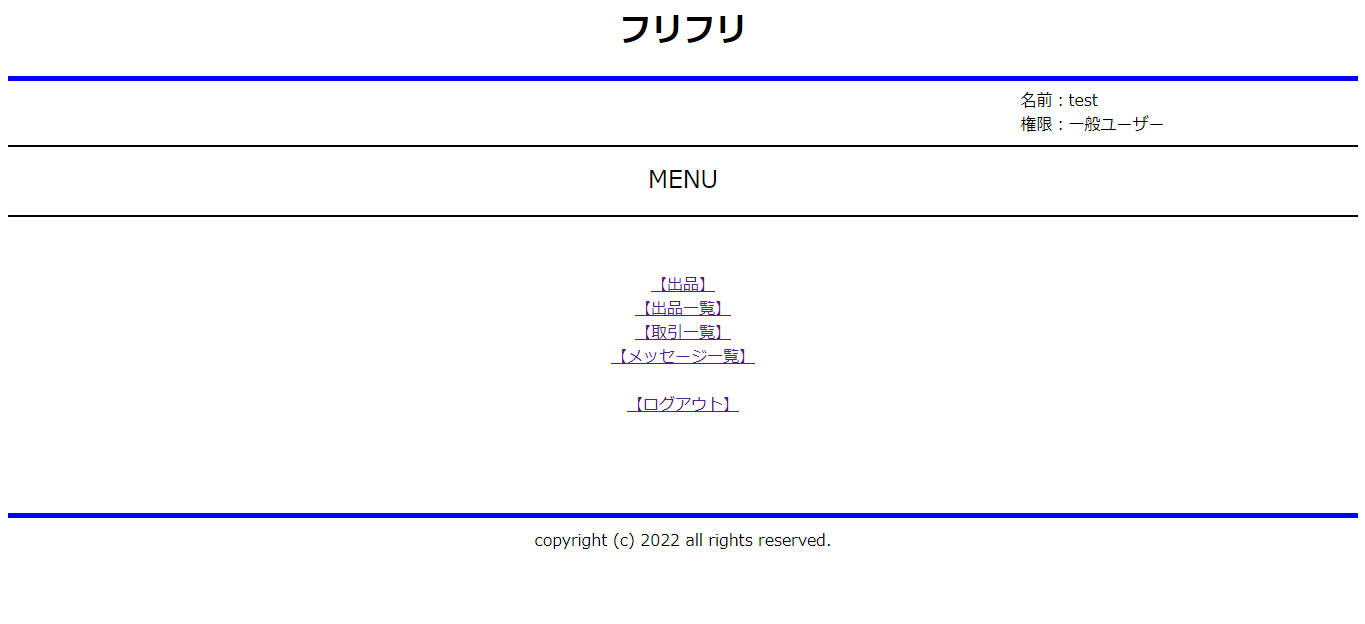 フリフリ
名前：test
権限：一般ユーザー
MENU
【出品】
【出品一覧】
【取引一覧】
【メッセージ一覧】
【ログアウト】
copyright (c) 2022 all rights reserved.